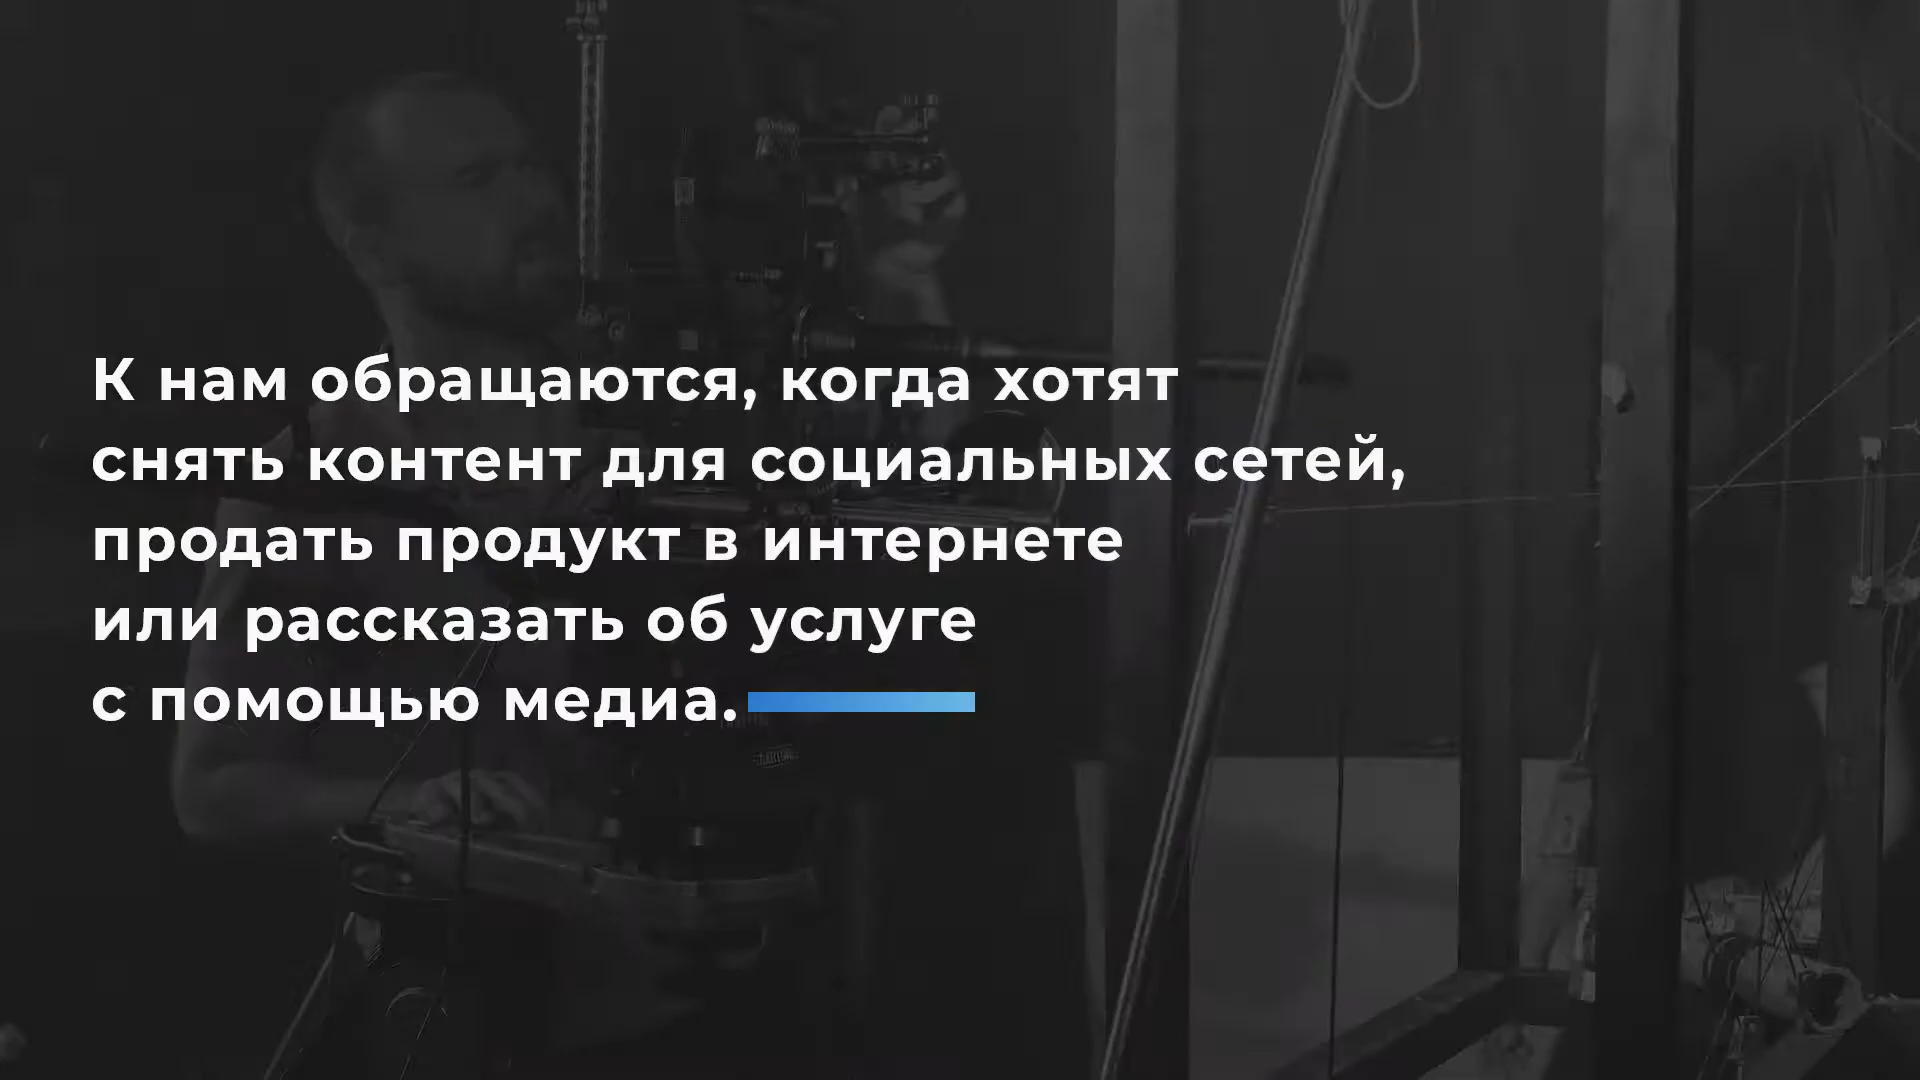 К нам обращаются, когда хотят
снять контент для социальных сетей,
продать продукт в интернете
или рассказать об услуге
с помощью медиа.